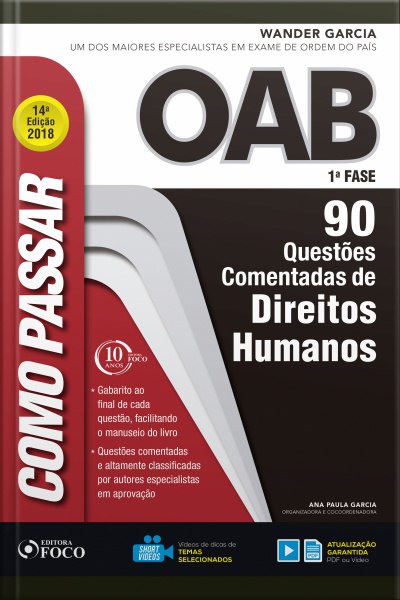 WANDER GARCIA
UM DOS MAIORES ESPECIALISTAS EM EXAME DE ORDEM DO PAÍS
14ª
Edição
2018
OAB
1ª FASE
COMO PASSAR
90
Questões
Comentadas de
Direitos
Humanos
10
ANOS
EDITORA
FOCO
* Gabarito ao
final de cada
questão, facilitando
o manuseio do livro
* Questões comentadas
e altamente classificadas
por autores especialistas
em aprovação
ANA PAULA GARCIA
ORGANIZADORA E COCOORDENADORA
EDITORA
FOCO
SHORT
VIDEOS
Vídeos de dicas de
TEMAS
SELECIONADOS
PDF
ATUALIZAÇÃO
GARANTIDA
PDF ou Vídeo